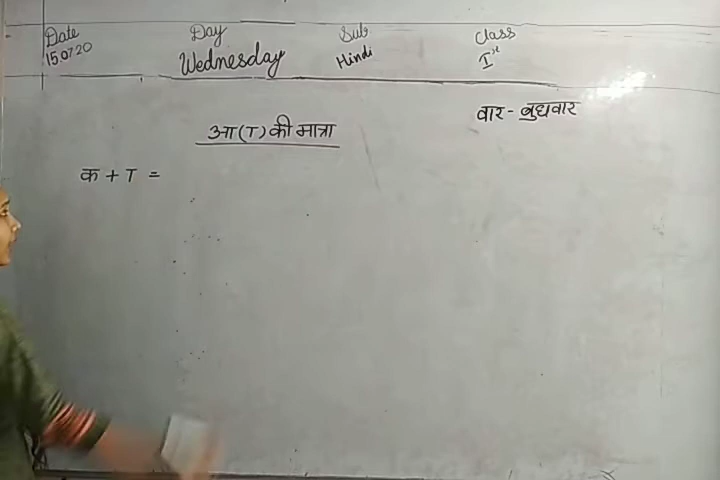 Date Day Sub Class
15.07.20 Wednesday Hindi Ist
वार - बुधवार
आ(ा) की मात्रा
क + ा =